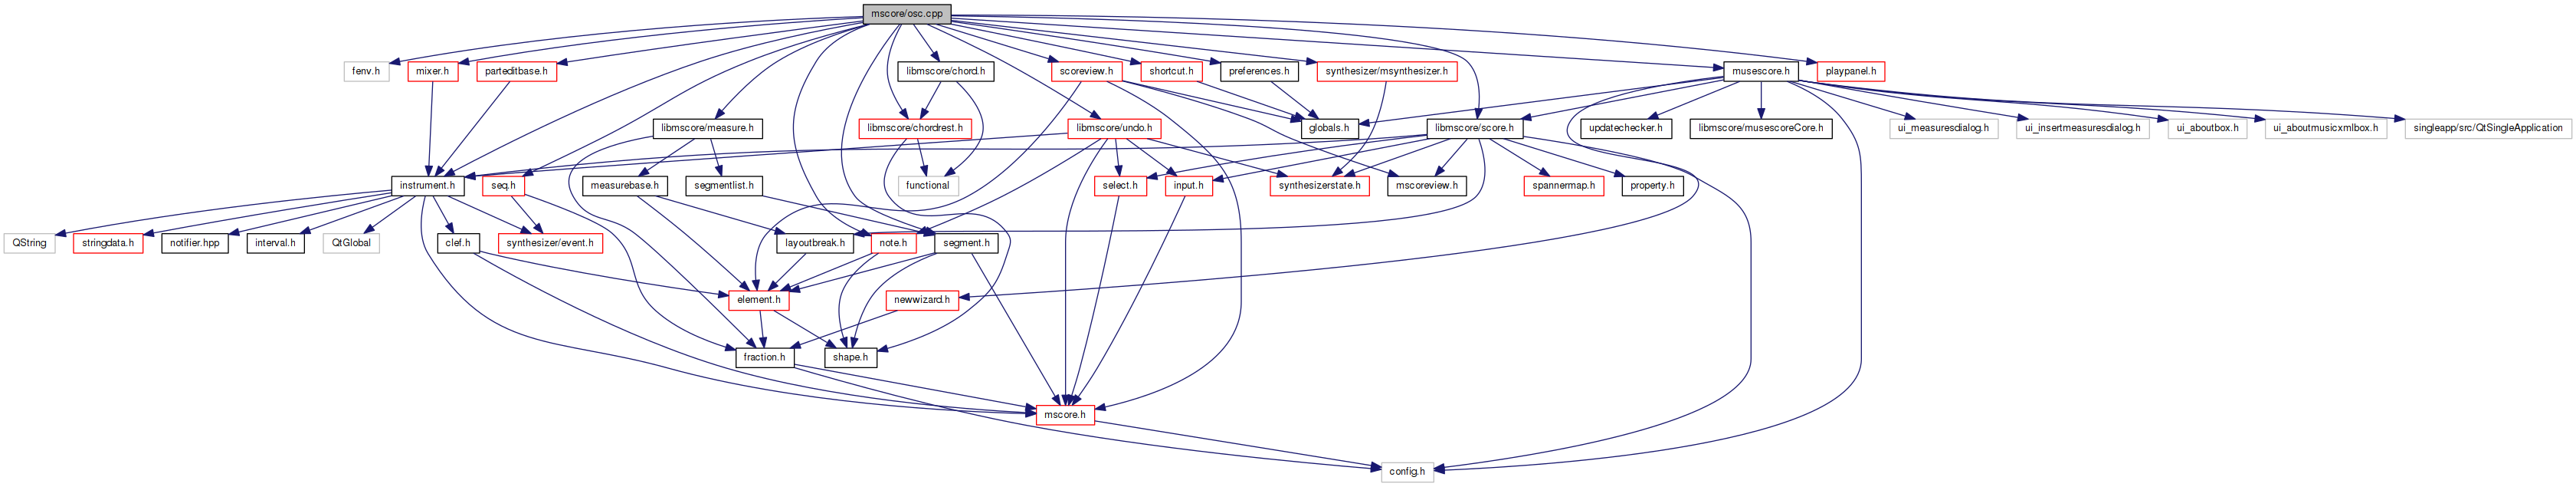 mscore/osc.cpp
fenv.h
mixer.h
parteditbase.h
libmscore/chord.h
scoreview.h
shortcut.h
preferences.h
synthesizer/msynthesizer.h
musescore.h
playpanel.h
libmscore/measure.h
libmscore/chordrest.h
libmscore/undo.h
globals.h
libmscore/score.h
updatechecker.h
libmscore/musescoreCore.h
ui_measuresdialog.h
ui_insertmeasuresdialog.h
ui_aboutbox.h
ui_aboutmusicxmlbox.h
singleapp/src/QtSingleApplication
instrument.h
seq.h
measurebase.h
segmentlist.h
functional
select.h
input.h
synthesizerstate.h
mscoreview.h
spannermap.h
property.h
QString
stringdata.h
notifier.hpp
interval.h
QtGlobal
clef.h
synthesizer/event.h
layoutbreak.h
note.h
segment.h
element.h
newwizard.h
fraction.h
shape.h
mscore.h
config.h